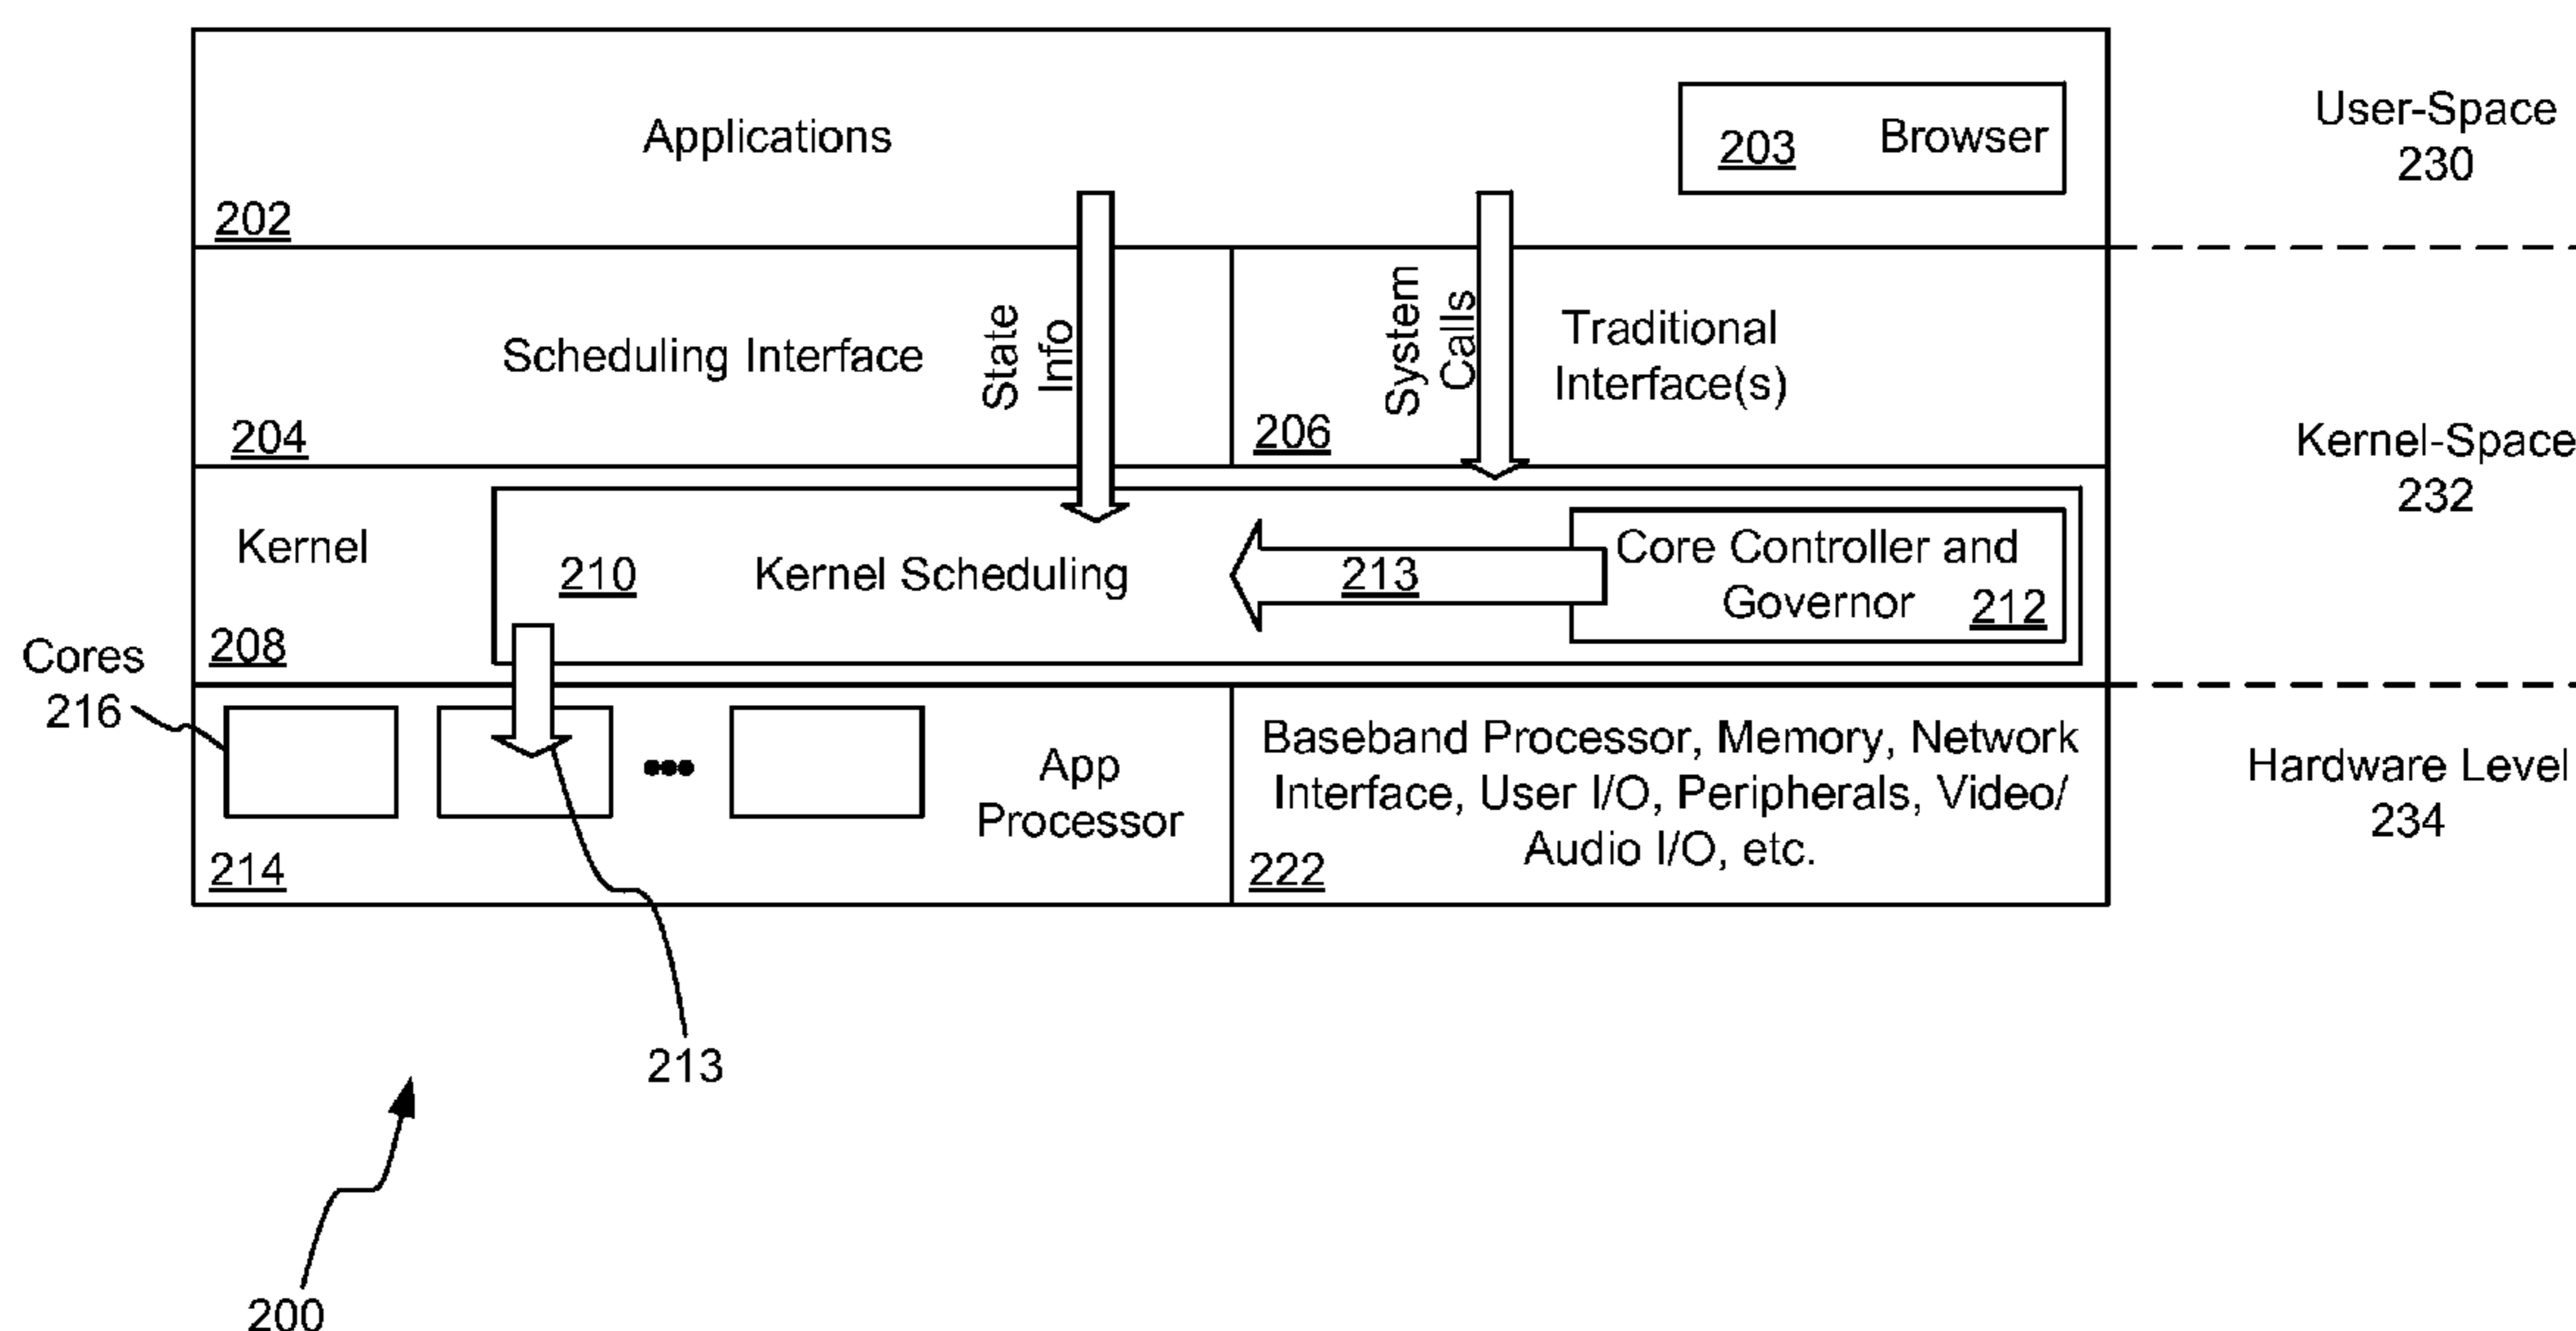 Applications
203 Browser
202
User-Space
230
Scheduling Interface
204
State
Info
System
Calls
Traditional
Interface(s)
206
Kernel-Space
232
Kernel
208
210
Kernel Scheduling
213
Core Controller and
Governor 212
Cores
216
App
Processor
214
Baseband Processor, Memory, Network
Interface, User I/O, Peripherals, Video/
Audio I/O, etc.
222
Hardware Level
234
213
200